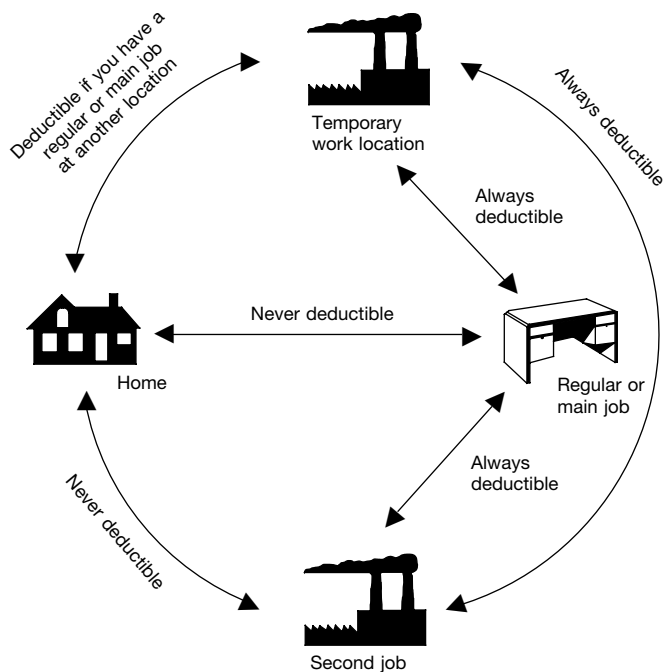 Deductible if you have a
regular or main job
at another location
Temporary
work location
Always deductible
Always
deductible
Never deductible
Home
Regular or
main job
Always
deductible
Never deductible
Second job